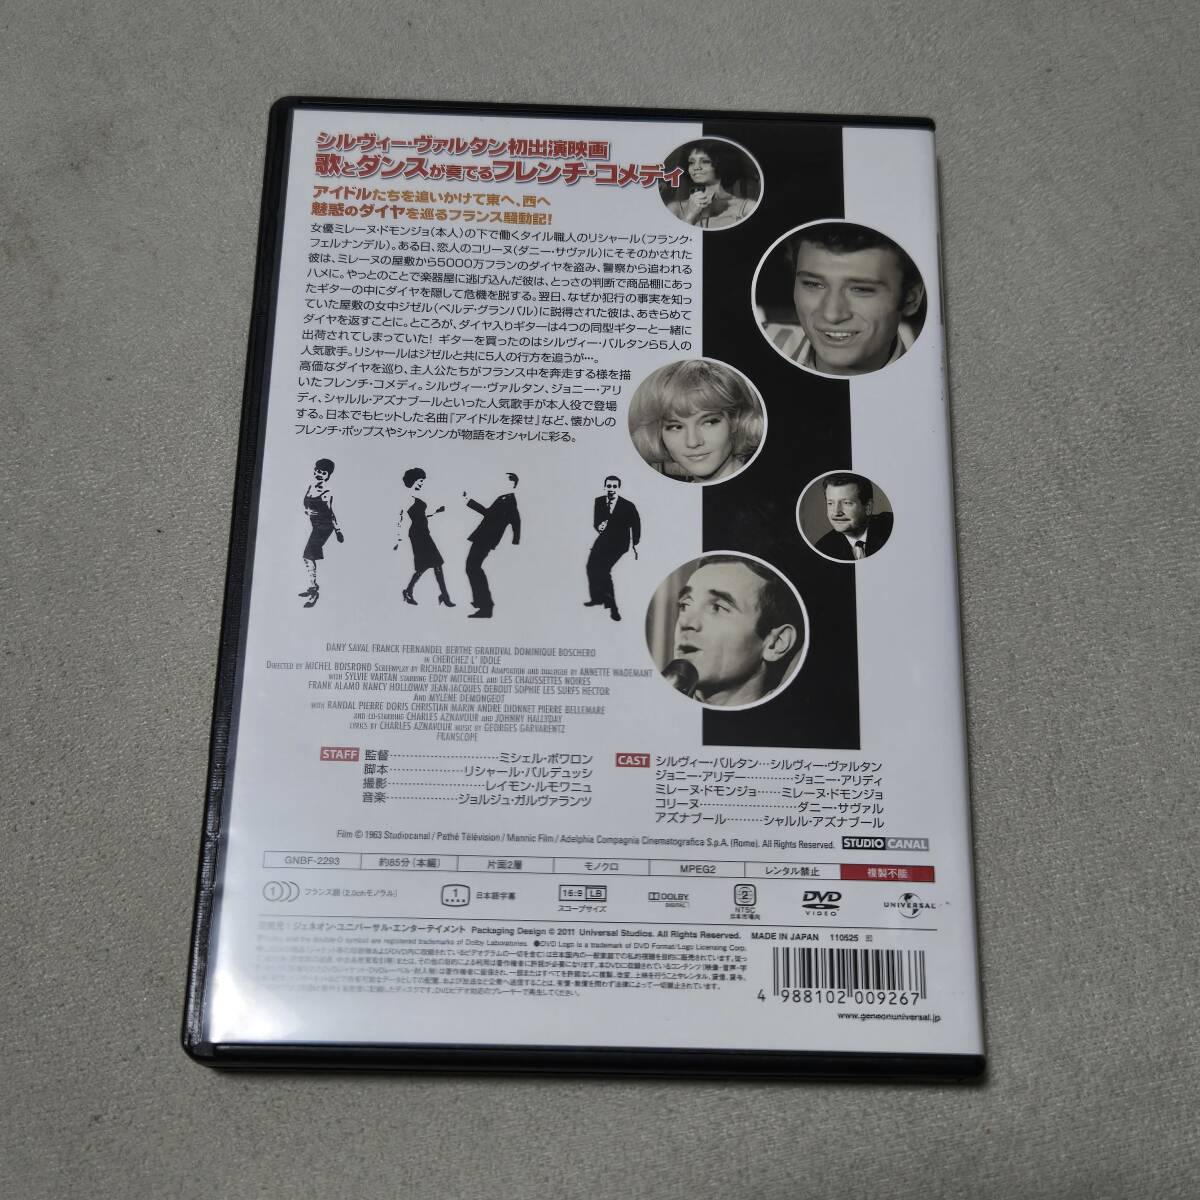 シルヴィー・ヴァルタン初出演映画
歌とダンスが奏でるフレンチ・コメディ
アイドルたちを追いかけて東へ、西へ
魅惑のダイヤを巡るフランス騒動記!
女優ミレーヌ・ドモンジョ(本人)の下で働くタイル職人のリシャール(フランク・
フェルナンデル)。ある日、恋人のコリーヌ(ダニー・サヴァル)にそそのかされた
彼は、ミレーヌの屋敷から5000万フランのダイヤを盗み、警察から追われる
ハメに。やっとのことで楽器屋に逃げ込んだ彼は、とっさの判断で商品棚にあっ
たギターの中にダイヤを隠して危機を脱する。翌日、なぜか犯行の事実を知っ
ていた屋敷の女中ジゼル(ベルデ・グランバル)に説得された彼は、あきらめて
ダイヤを返すことに。ところが、ダイヤ入りギターは4つの同型ギターと一緒に
出荷されてしまっていた! ギターを買ったのはシルヴィー・バルタンら5人の
人気歌手。リシャールはジゼルと共に5人の行方を追うが…。
高価なダイヤを巡り、主人公たちがフランス中を奔走する様を描
いたフレンチ・コメディ。シルヴィー・ヴァルタン、ジョニー・アリ
ディ、シャルル・アズナブールといった人気歌手が本人役で登場
する。日本でもヒットした名曲「アイドルを探せ」など、懐かしの
フレンチ・ポップスやシャンソンが物語をオシャレに彩る。
DANY SAVAL FRANCK FERNANDEL BERTHE GRANDVAL DOMINIQUE BOSCHERO
IN CHERCHEZ L' IDOLE
DIRECTED BY MICHEL BOISROND SCREENPLAY BY RICHARD BALDUCCI ADAPTATION AND DIALOGUE BY ANNETTE WADEMANT
WITH SYLVIE VARTAN STARRING EDDY MITCHELL AND LES CHAUSSETTES NOIRES
FRANK ALAMO NANCY HOLLOWAY JEAN-JACQUES DEBOUT SOPHIE LES SURFS HECTOR
AND MYLÈNE DEMONGEOT
WITH RANDAL PIERRE DORIS CHRISTIAN MARIN ANDRE DIONNET PIERRE BELLEMARE
AND CO-STARRING CHARLES AZNAVOUR AND JOHNNY HALLYDAY
LYRICS BY CHARLES AZNAVOUR MUSIC BY GEORGES GARVARENTZ
FRANSCOPE
STAFF 監督……………………ミシェル・ボワロン
脚本………………リシャール・バルデュッシ
撮影……………………レイモン・ルモワニュ
音楽………………ジョルジュ・ガルヴァランツ
CAST シルヴィー・バルタン…シルヴィー・ヴァルタン
ジョニー・アリデー…………ジョニー・アリディ
ミレーヌ・ドモンジョ……ミレーヌ・ドモンジョ
コリーヌ……………………ダニー・サヴァル
アズナブール………シャルル・アズナブール
Film © 1963 Studiocanal / Pathé Télévision / Mannic Film / Adelphia Compagnia Cinematografica S.p.A. (Rome). All Rights Reserved. STUDIO CANAL
GNBF-2293 約85分(本編) 片面2層 モノクロ MPEG2 レンタル禁止 複製不能
1 フランス語(2.0chモノラル) 1 日本語字幕 16:9 LB スコープサイズ DOLBY DIGITAL 2 NTSC 日本市場向 DVD VIDEO UNIVERSAL
ジェネオン・ユニバーサル・エンターテイメント Packaging Design © 2011 Universal Studios. All Rights Reserved. MADE IN JAPAN 110525
and the double-D symbol are registered trademarks of Dolby Laboratories. ●DVD Logo is a trademark of DVD Format/Logo Licensing Corp.
4 988102 009267
www.geneonuniversal.jp